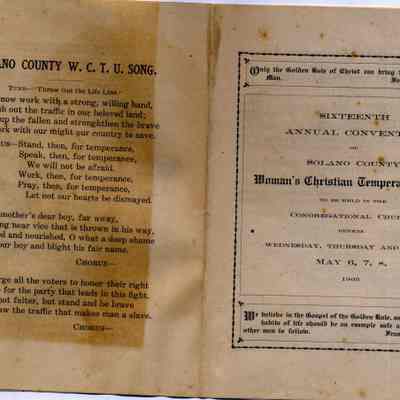 ANO COUNTY W. C. T. U. SONG.
TUNE—"Throw Out the Life Line."
now work with a strong, willing hand,
sh out the traffic in our beloved land;
up the fallen and strengthen the brave
ork with our might our country to save.
US—Stand, then, for temperance,
Speak, then, for temperance,
We will not be afraid.
Work, then, for temperance,
Pray, then, for temperance,
Let not our hearts be dismayed.
mother's dear boy, far away,
ng near vice that is thrown in his way.
d and nourished, O what a deep shame
our boy and blight his fair name.
CHORUS—
rge all the voters to honor their right
for the party that leads in this fight.
not falter, but stand and be brave
w the traffic that makes man a slave.
CHORUS—
Only the Golden Rule of Christ can bring
Man.
SIXTEENTH
ANNUAL CONVENT
OF
SOLANO COUNTY
Woman's Christian Tempera
TO BE HELD IN THE
CONGREGATIONAL CHU
WEDNESDAY, THURSDAY AND
MAY 6, 7, 8,
We believe in the Gospel of the Golden Rule, an
habits of life should be an example safe a
other men to follow.